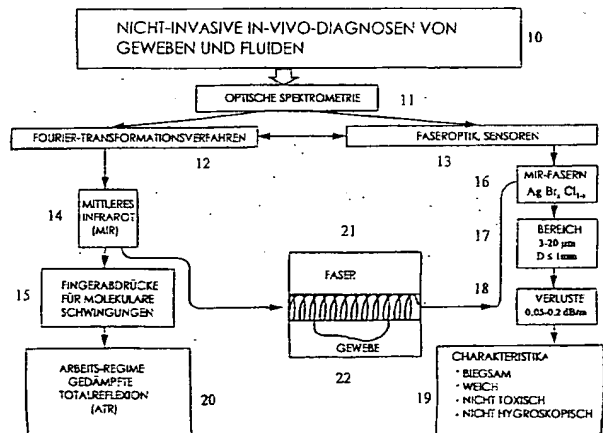 NICHT-INVASIVE IN-VIVO-DIAGNOSEN VON
GEWEBEN UND FLUIDEN
10
OPTISCHE SPEKTROMETRIE
11
FOURIER-TRANSFORMATIONSVERFAHREN
FASEROPTIK, SENSOREN
12
13
14
MITTLERES
INFRAROT
(MIR)
16
MIR-FASERN
Ag Brₓ Cl₁₋ₓ
17
BEREICH
3-20 µm
D ≤ 1mm
15
FINGERABDRÜCKE
FÜR MOLEKULARE
SCHWINGUNGEN
21
FASER
GEWEBE
22
18
VERLUSTE
0,05-0.2 dB/m
ARBEITS-REGIME
GEDÄMPFTE
TOTALREFLEXION
(ATR)
20
19
CHARAKTERISTIKA
• BIEGSAM
• WEICH
• NICHT TOXISCH
• NICHT HYGROSKOPISCH